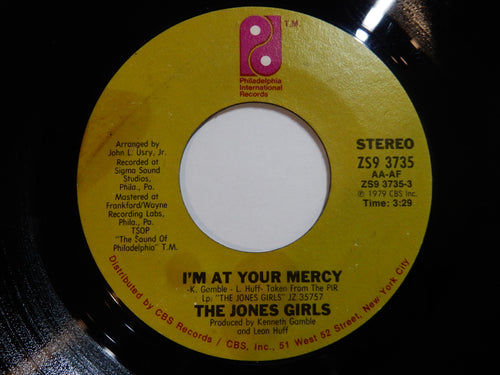 T.M.
Philadelphia
International
Records
Arranged by
John L. Usry, Jr.
Recorded at
Sigma Sound
Studios,
Phila., Pa.
Mastered at
Frankford/Wayne
Recording Labs,
Phila., Pa.
TSOP
"The Sound Of
Philadelphia" T.M.
STEREO
ZS9 3735
AA-AF
ZS9 3735-3
℗ 1979 CBS Inc.
Time: 3:29
I'M AT YOUR MERCY
-K. Gamble - L. Huff- Taken From The PIR
Lp: "THE JONES GIRLS" JZ 35757
THE JONES GIRLS
Produced by Kenneth Gamble
and Leon Huff
Distributed by CBS Records / CBS, Inc., 51 West 52 Street, New York City